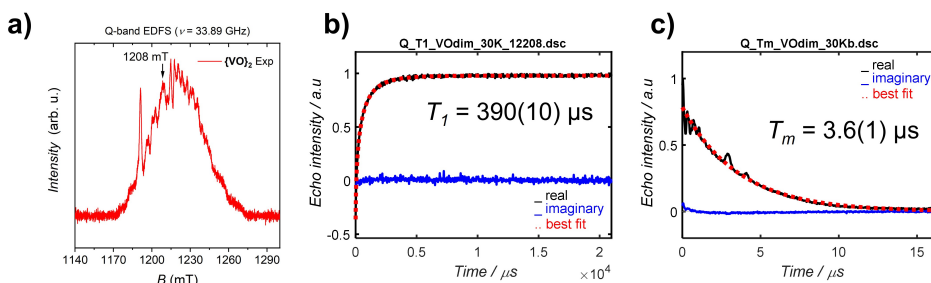 a)
Q-band EDFS (ν = 33.89 GHz)
1208 mT
{VO}2 Exp
Intensity (arb. u.)
1140 1170 1200 1230 1260 1290
B (mT)
b)
Q_T1_VOdim_30K_12208.dsc
Echo intensity / a.u
1
0.5
0
-0.5
T1 = 390(10) µs
real
imaginary
best fit
0 0.5 1 1.5 2
×10^4
Time / µs
c)
Q_Tm_VOdim_30Kb.dsc
Echo intensity / a.u
1
0.5
0
real
imaginary
best fit
Tm = 3.6(1) µs
0 5 10 15
Time / µs